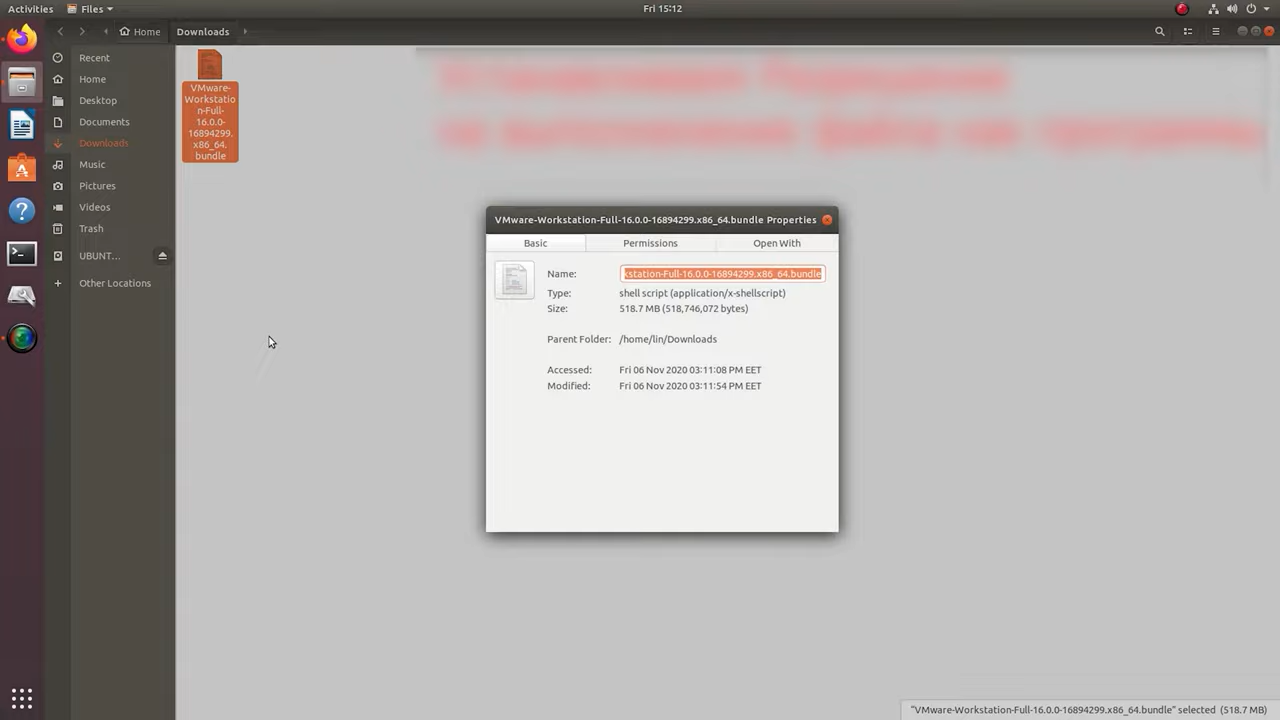 Activities
Files
Fri 15:12
Home
Downloads
Recent
Home
Desktop
Documents
Downloads
Music
Pictures
Videos
Trash
UBUNT…
Other Locations
VMware-
Workstatio
n-Full-
16.0.0-
16894299.
x86_64.
bundle
VMware-Workstation-Full-16.0.0-16894299.x86_64.bundle Properties
Basic
Permissions
Open With
Name: kstation-Full-16.0.0-16894299.x86_64.bundle
Type: shell script (application/x-shellscript)
Size: 518.7 MB (518,746,072 bytes)
Parent Folder: /home/lin/Downloads
Accessed: Fri 06 Nov 2020 03:11:08 PM EET
Modified: Fri 06 Nov 2020 03:11:54 PM EET
"VMware-Workstation-Full-16.0.0-16894299.x86_64.bundle" selected (518.7 MB)